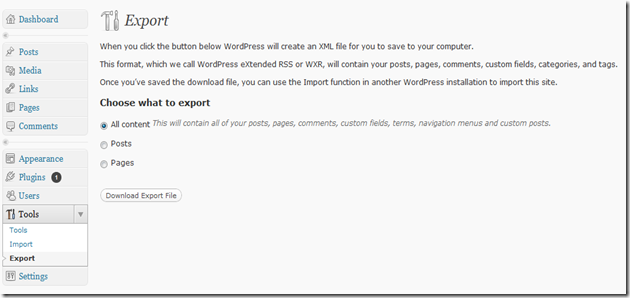 Dashboard
Posts
Media
Links
Pages
Comments
Appearance
Plugins 1
Users
Tools
Tools
Import
Export
Settings
Export
When you click the button below WordPress will create an XML file for you to save to your computer.
This format, which we call WordPress eXtended RSS or WXR, will contain your posts, pages, comments, custom fields, categories, and tags.
Once you've saved the download file, you can use the Import function in another WordPress installation to import this site.
Choose what to export
All content This will contain all of your posts, pages, comments, custom fields, terms, navigation menus and custom posts.
Posts
Pages
Download Export File